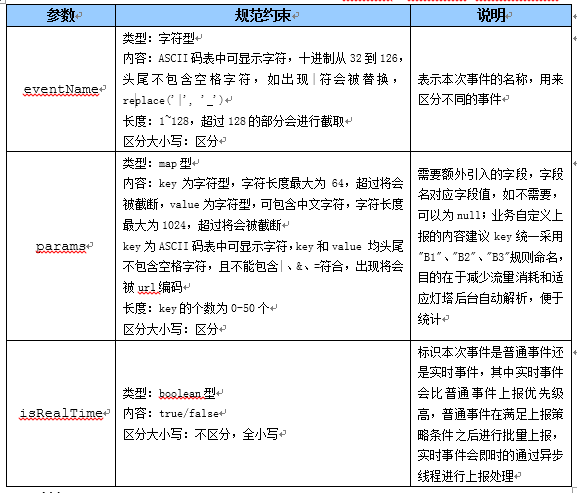 参数 规范约束 说明
eventName
类型：字符型
内容：ASCII 码表中可显示字符，十进制从 32 到 126，
头尾不包含空格字符，如出现|符会被替换，
replace('|', '_')
长度：1~128，超过 128 的部分会进行截取
区分大小写：区分
表示本次事件的名称，用来
区分不同的事件
params
类型：map 型
内容：key 为字符型，字符长度最大为 64，超过将会
被截断，value 为字符型，可包含中文字符，字符长度
最大为 1024，超过将会被截断
key 为 ASCII 码表中可显示字符，key 和 value 均头尾
不包含空格字符，且不能包含|、&、=符合，出现将会
被 url 编码
长度：key 的个数为 0-50 个
区分大小写：区分
需要额外引入的字段，字段
名对应字段值，如不需要，
可以为 null；业务自定义上
报的内容建议 key 统一采用
"B1"、"B2"、"B3"规则命名，
目的在于减少流量消耗和适
应灯塔后台自动解析，便于
统计
isRealTime
类型：boolean 型
内容：true/false
区分大小写：不区分，全小写
标识本次事件是普通事件还
是实时事件，其中实时事件
会比普通事件上报优先级
高，普通事件在满足上报策
略条件之后进行批量上报，
实时事件会即时的通过异步
线程进行上报处理